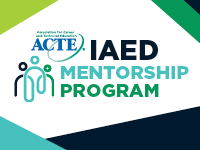 Association for Career
and Technical Education
ACTE®
IAED
MENTORSHIP
PROGRAM